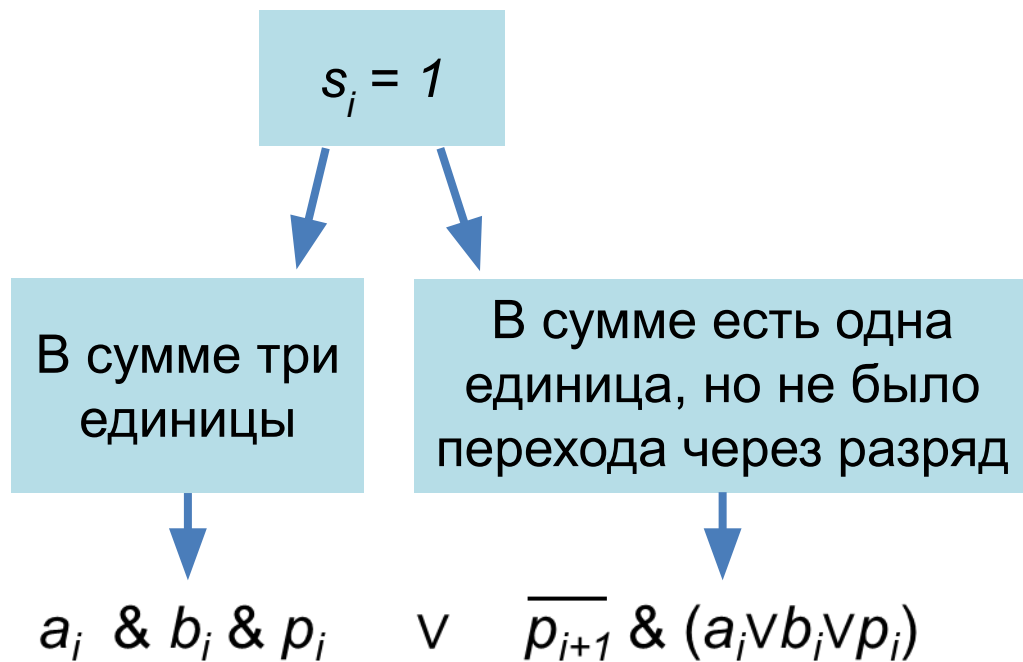 sᵢ = 1
В сумме три
единицы
В сумме есть одна
единица, но не было
перехода через разряд
aᵢ & bᵢ & pᵢ ∨ p̅ᵢ₊₁ & (aᵢ∨bᵢ∨pᵢ)